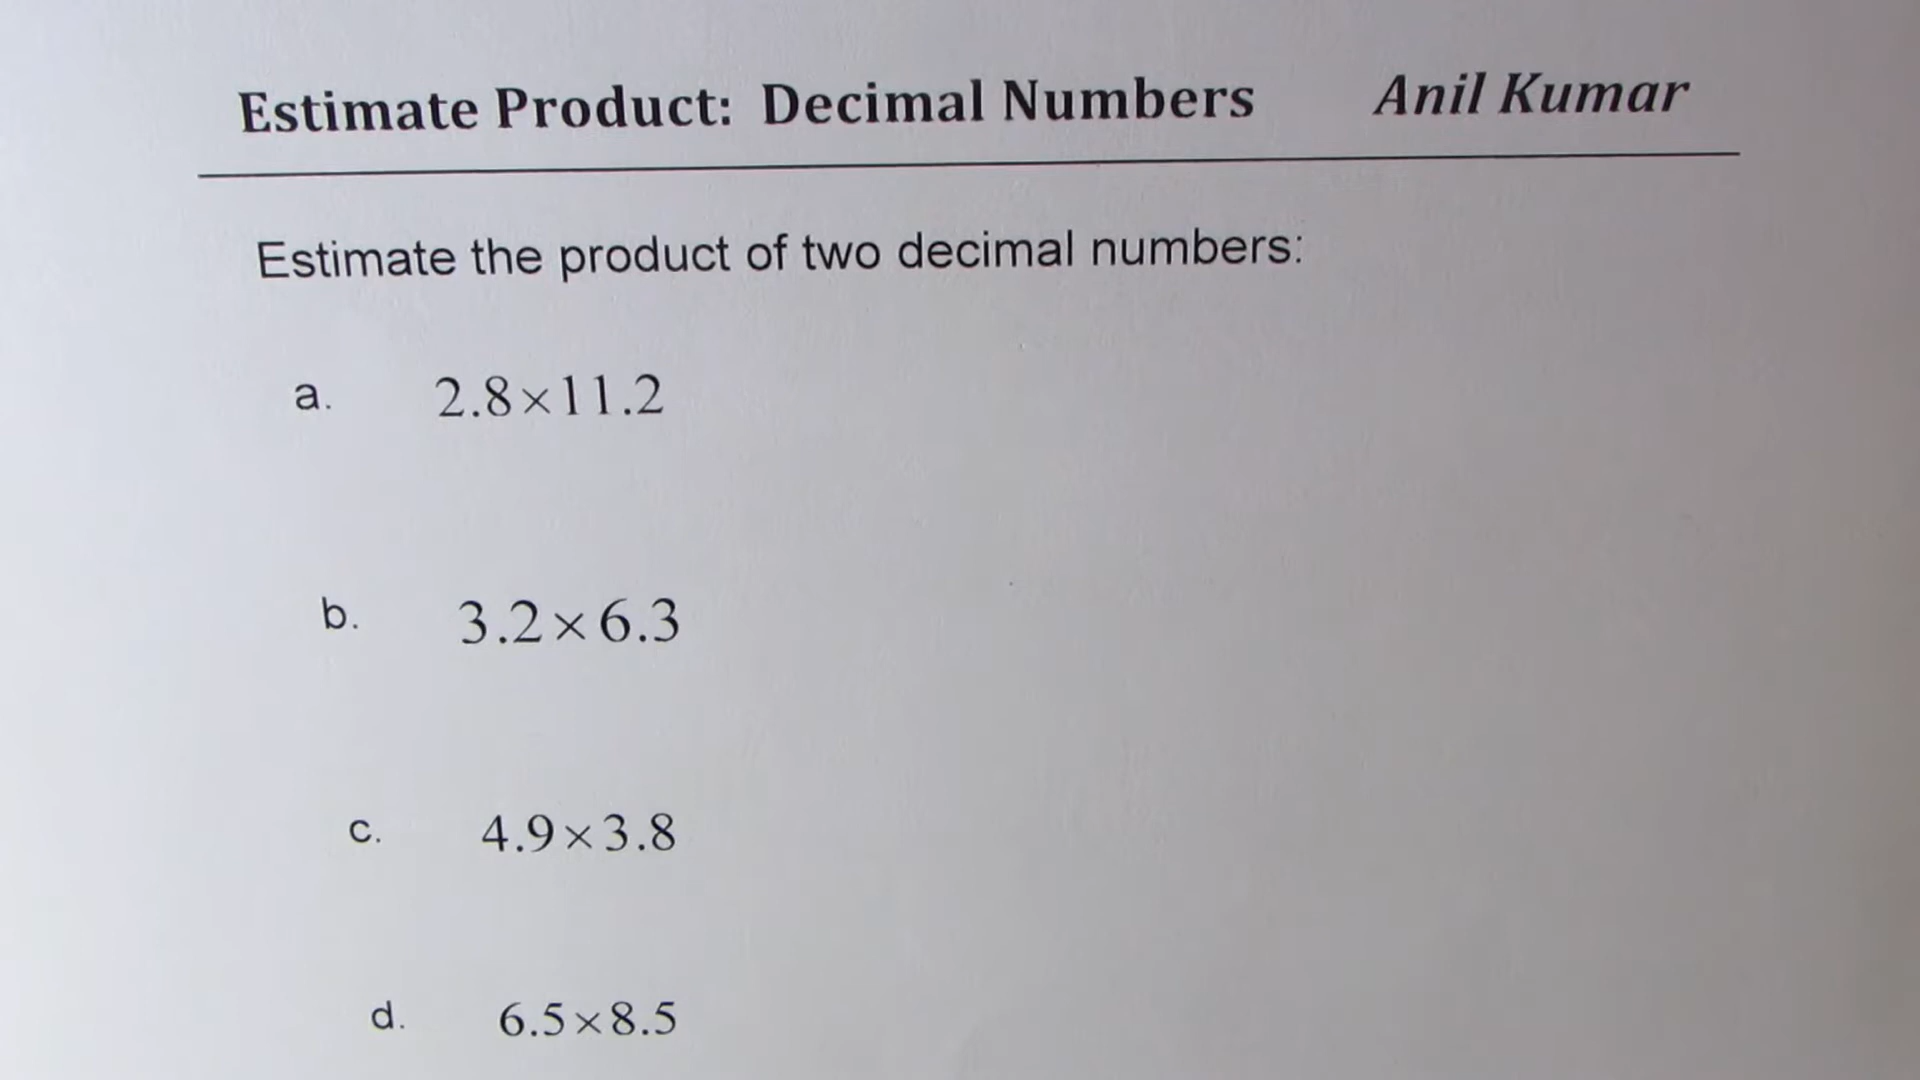 Estimate Product: Decimal Numbers Anil Kumar
Estimate the product of two decimal numbers:
a. 2.8×11.2
b. 3.2×6.3
c. 4.9×3.8
d. 6.5×8.5